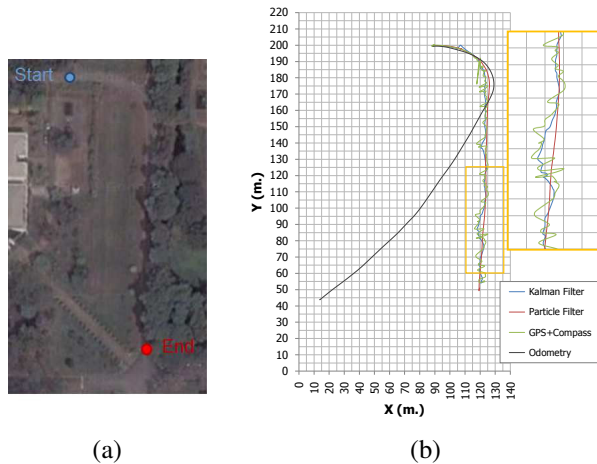 Start
End
(a)
220
210
200
190
180
170
160
150
140
130
120
110
100
90
80
70
60
50
40
30
20
10
0
Y (m.)
0 10 20 30 40 50 60 70 80 90 100 110 120 130 140
X (m.)
Kalman Filter
Particle Filter
GPS+Compass
Odometry
(b)